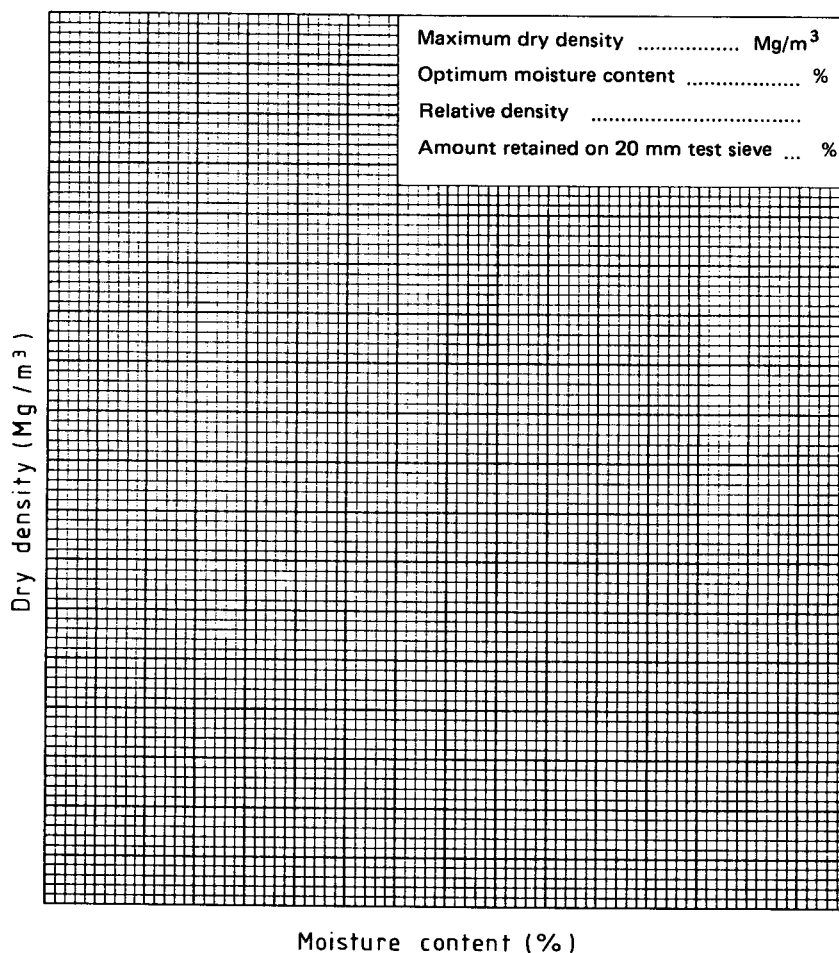 Maximum dry density ................. Mg/m³
Optimum moisture content ................... %
Relative density ...................................
Amount retained on 20 mm test sieve ... %
Dry density (Mg/m³)
Moisture content (%)